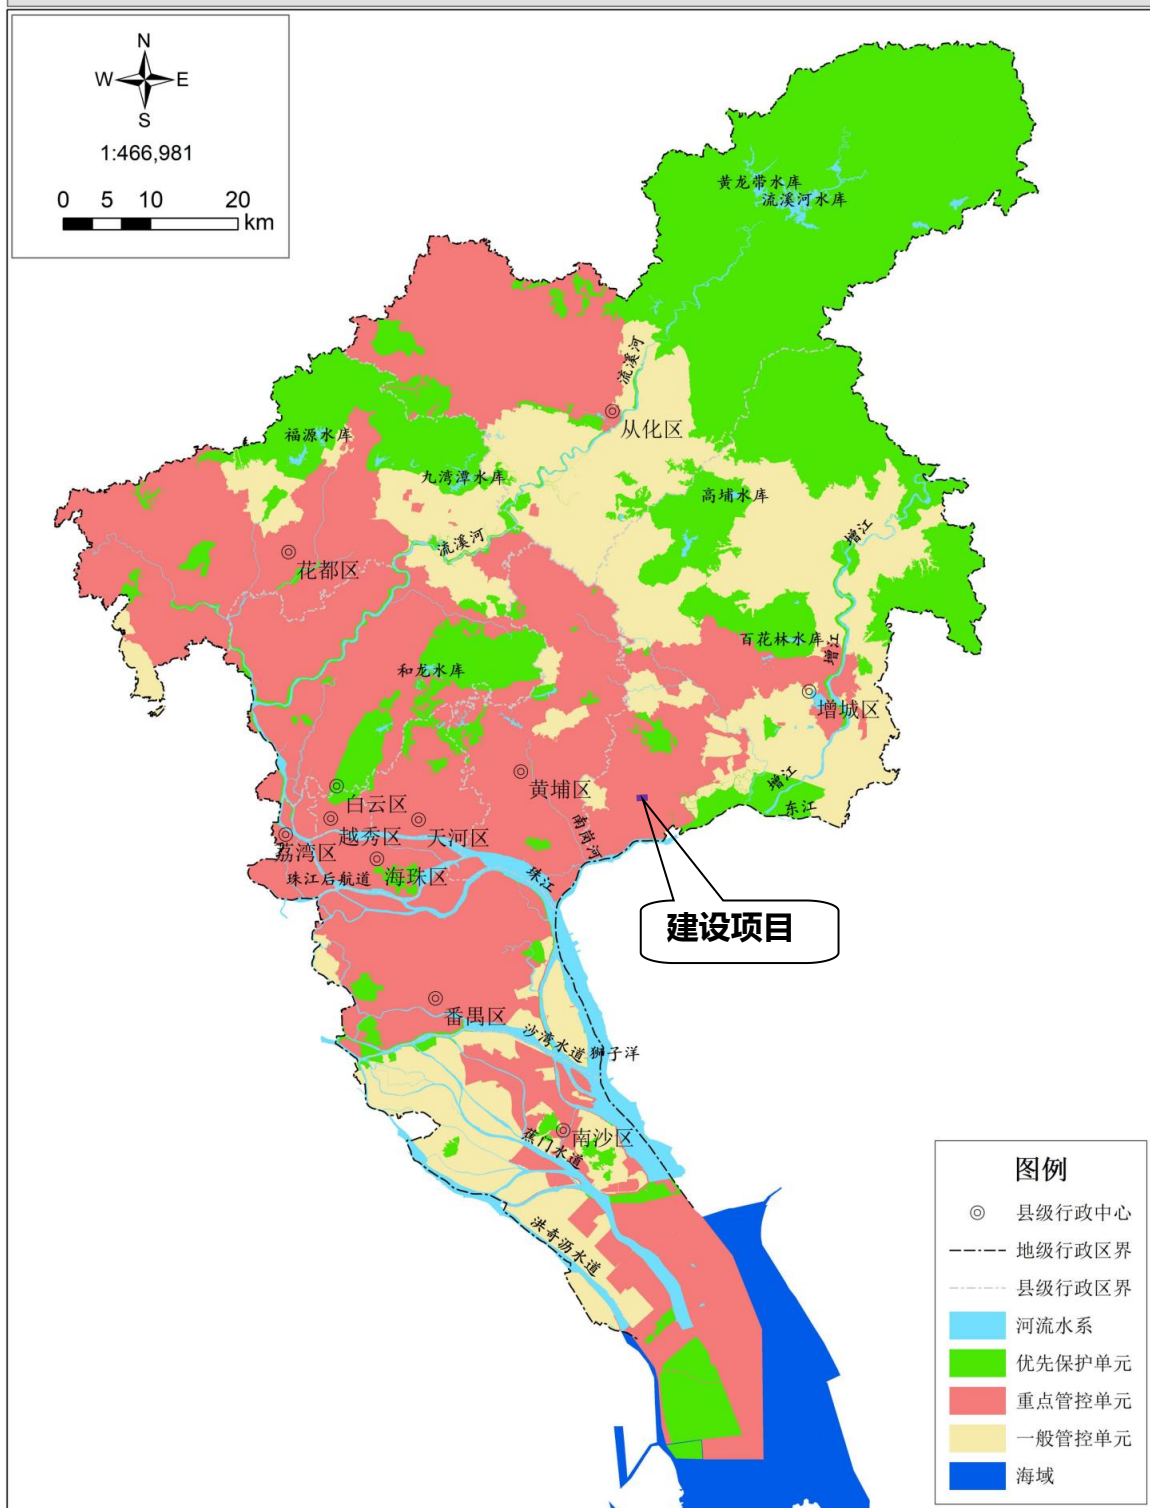 N
W E
S
1:466,981
0 5 10 20
km
黄龙带水库
流溪河水库
流溪河
从化区
福源水库
九湾潭水库
高埔水库
增江
流溪河
花都区
百花林水库
增江
和龙水库
增城区
黄埔区
增江
东江
白云区
越秀区
天河区
南岗河
荔湾区
海珠区
珠江后航道
珠江
建设项目
番禺区
沙湾水道
狮子洋
南沙区
蕉门水道
洪奇沥水道
图例
县级行政中心
地级行政区界
县级行政区界
河流水系
优先保护单元
重点管控单元
一般管控单元
海域